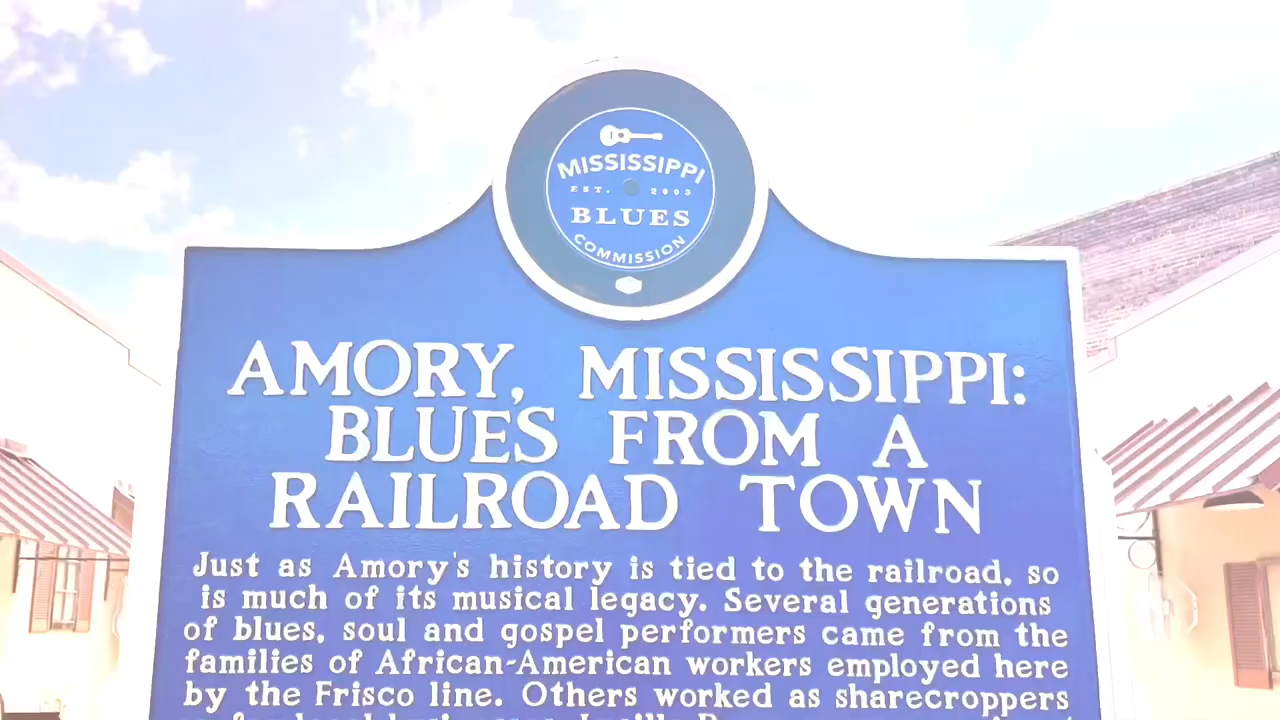 MISSISSIPPI
EST. 2003
BLUES
COMMISSION
AMORY, MISSISSIPPI:
BLUES FROM A
RAILROAD TOWN
Just as Amory's history is tied to the railroad, so
is much of its musical legacy. Several generations
of blues, soul and gospel performers came from the
families of African-American workers employed here
by the Frisco line. Others worked as sharecroppers